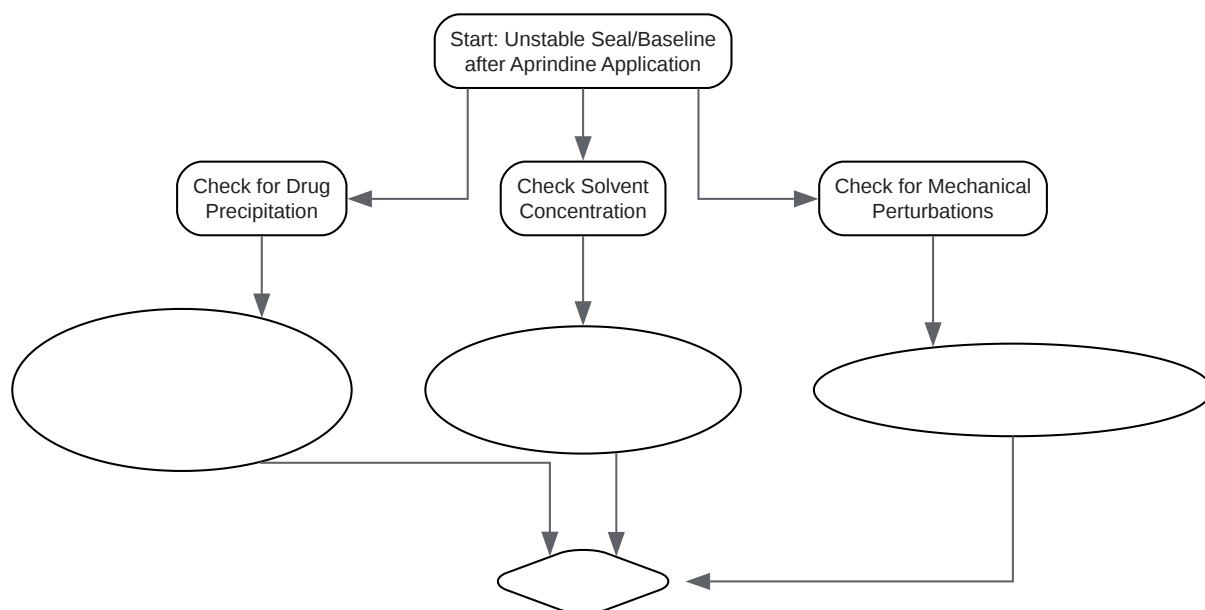 Start: Unstable Seal/Baseline
after Aprindine Application
Check for Drug
Precipitation
Check Solvent
Concentration
Check for Mechanical
Perturbations